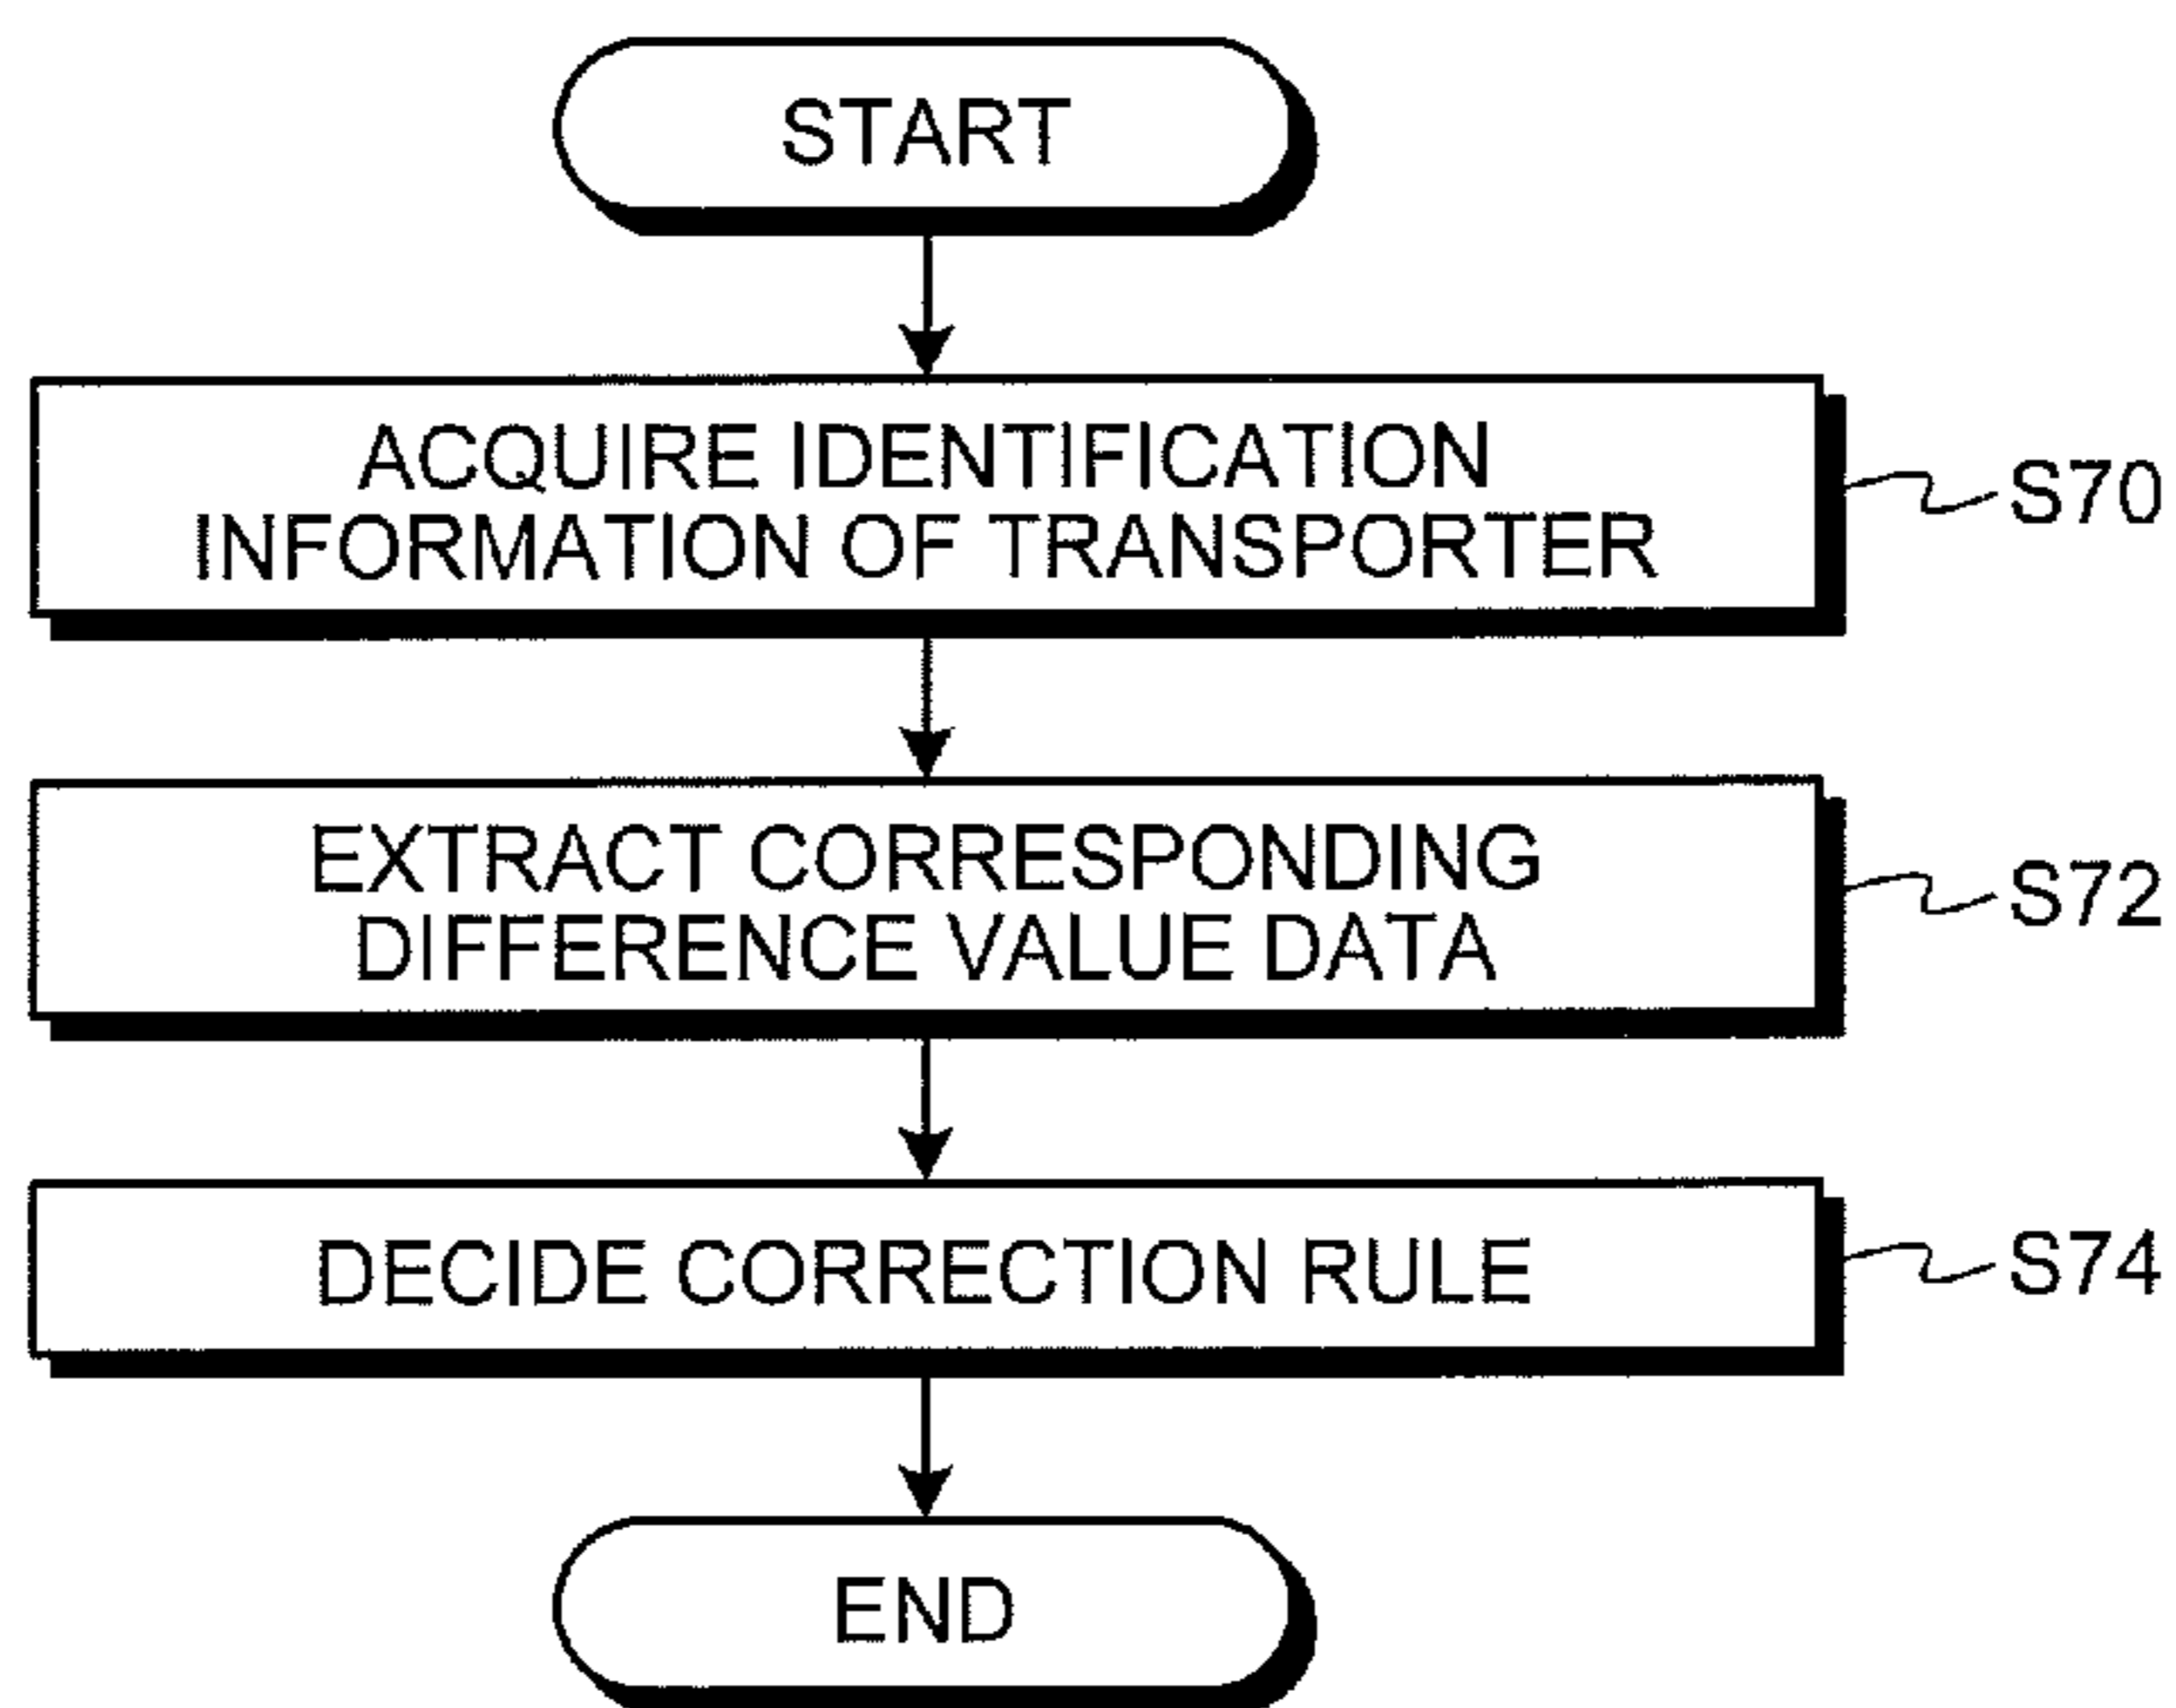 START
ACQUIRE IDENTIFICATION
INFORMATION OF TRANSPORTER
S70
EXTRACT CORRESPONDING
DIFFERENCE VALUE DATA
S72
DECIDE CORRECTION RULE
S74
END